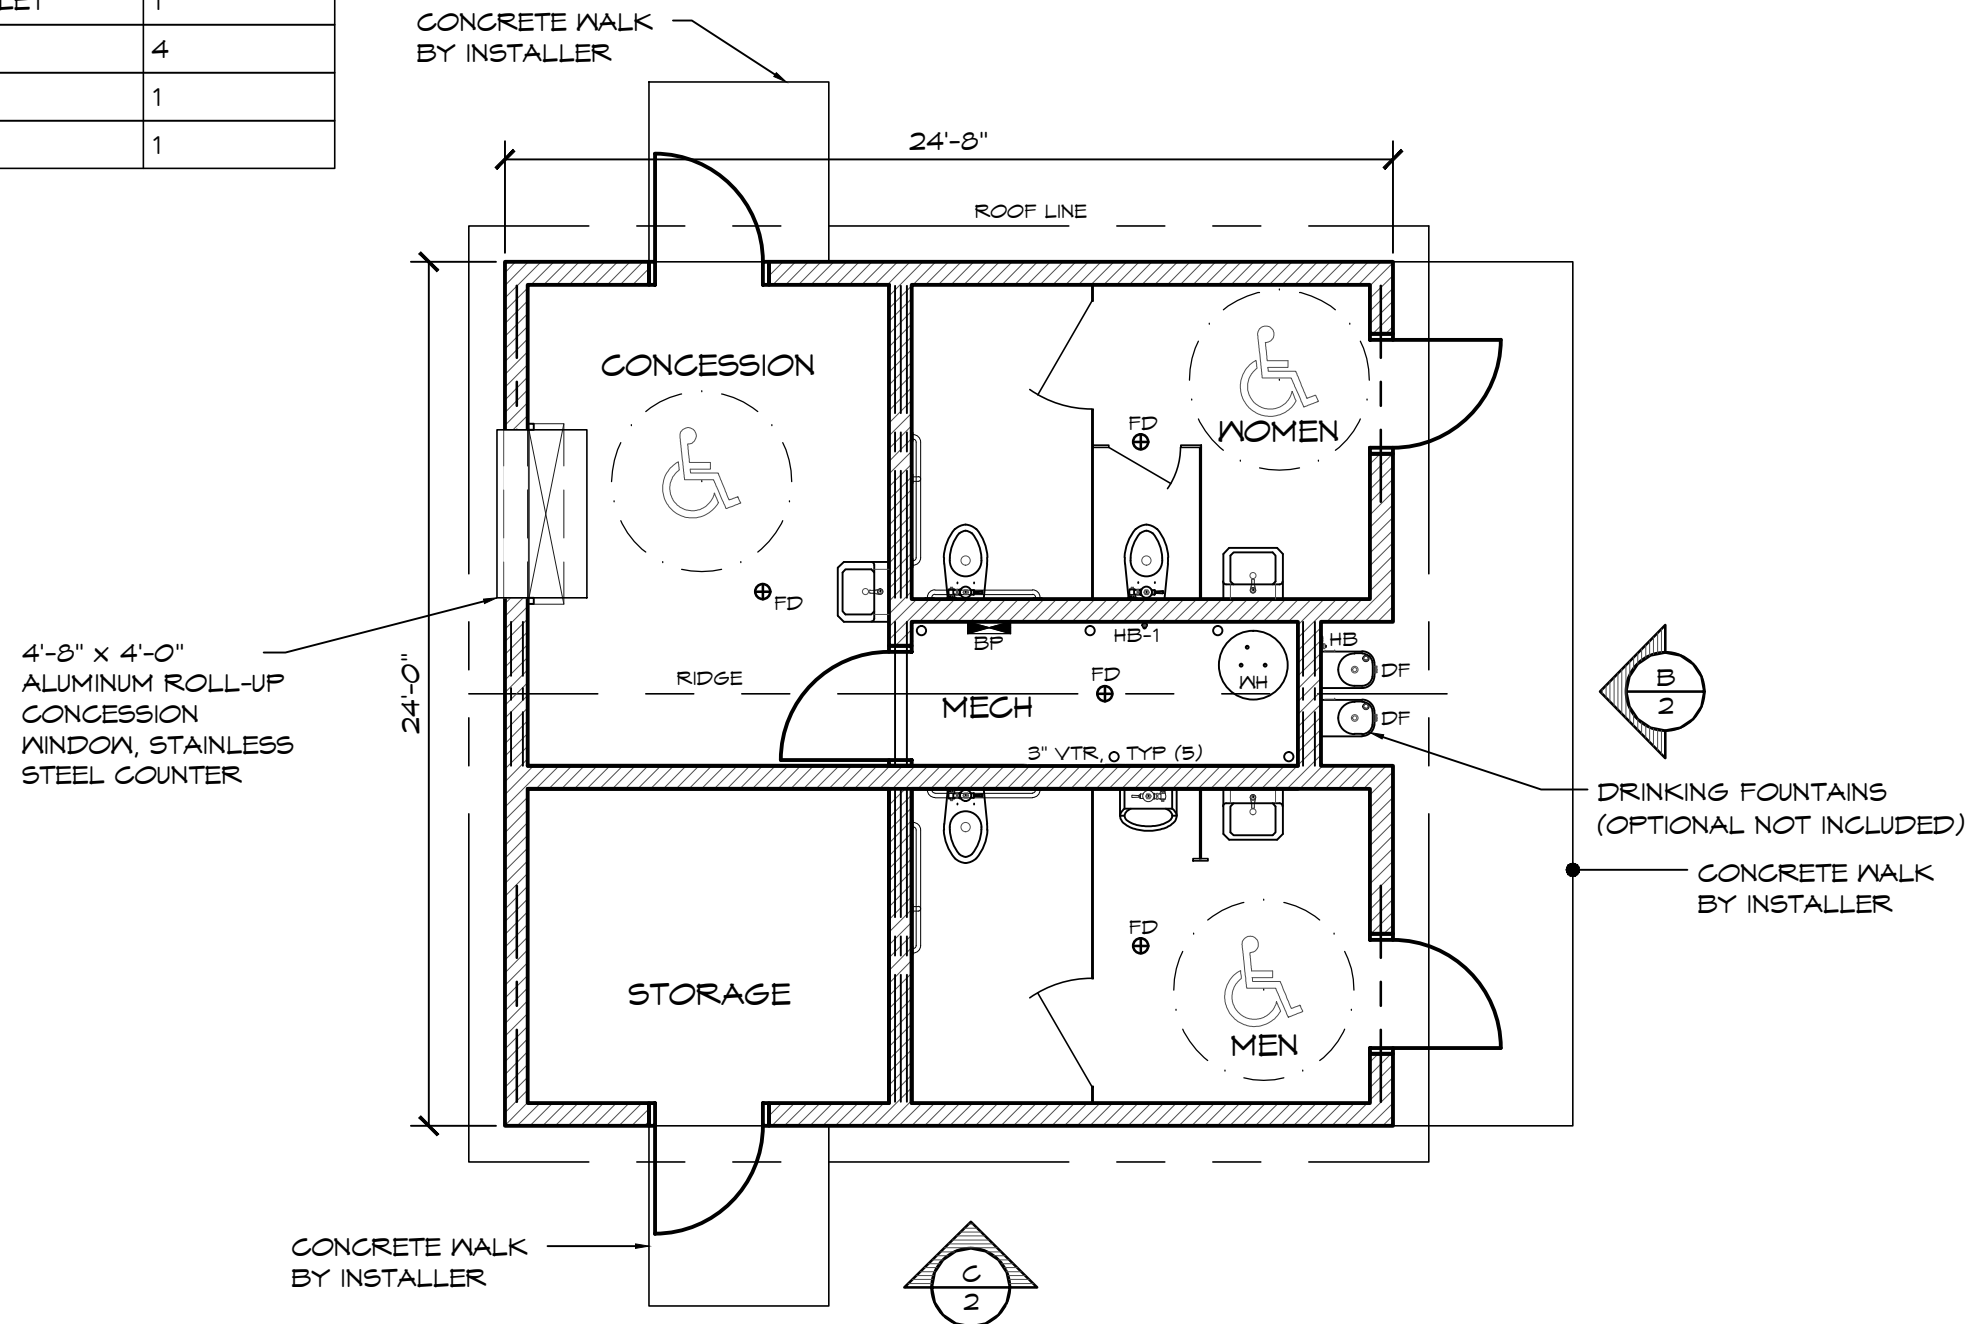 1
4
1
1
CONCRETE WALK
BY INSTALLER
24'-8"
ROOF LINE
CONCESSION
FD
WOMEN
FD
4'-8" x 4'-0"
ALUMINUM ROLL-UP
CONCESSION
WINDOW, STAINLESS
STEEL COUNTER
24'-0"
RIDGE
BP
HB-1
FD
WH
MECH
3" VTR, TYP (5)
HB
DF
DF
B
2
DRINKING FOUNTAINS
(OPTIONAL NOT INCLUDED)
CONCRETE WALK
BY INSTALLER
STORAGE
FD
MEN
CONCRETE WALK
BY INSTALLER
C
2